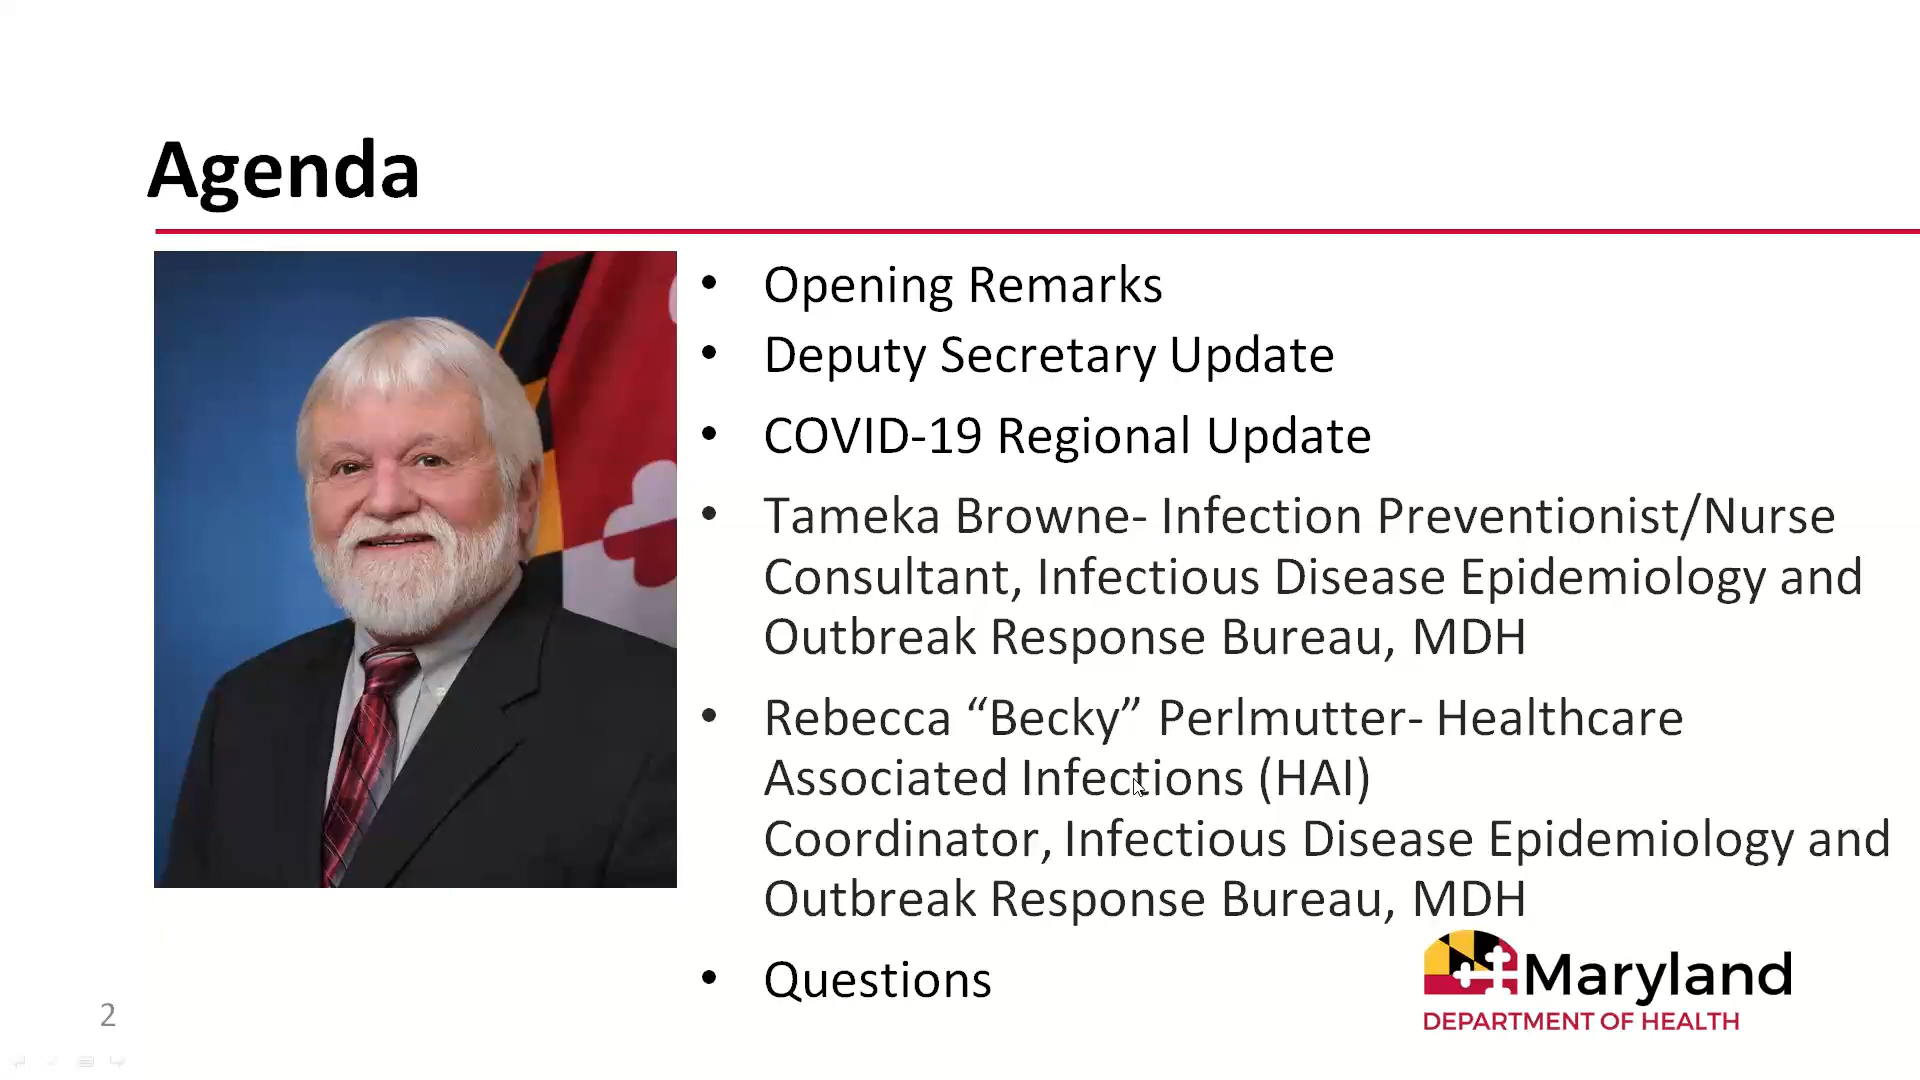 Agenda
• Opening Remarks
• Deputy Secretary Update
• COVID-19 Regional Update
• Tameka Browne- Infection Preventionist/Nurse
Consultant, Infectious Disease Epidemiology and
Outbreak Response Bureau, MDH
• Rebecca “Becky” Perlmutter- Healthcare
Associated Infections (HAI)
Coordinator, Infectious Disease Epidemiology and
Outbreak Response Bureau, MDH
• Questions
Maryland
DEPARTMENT OF HEALTH
2